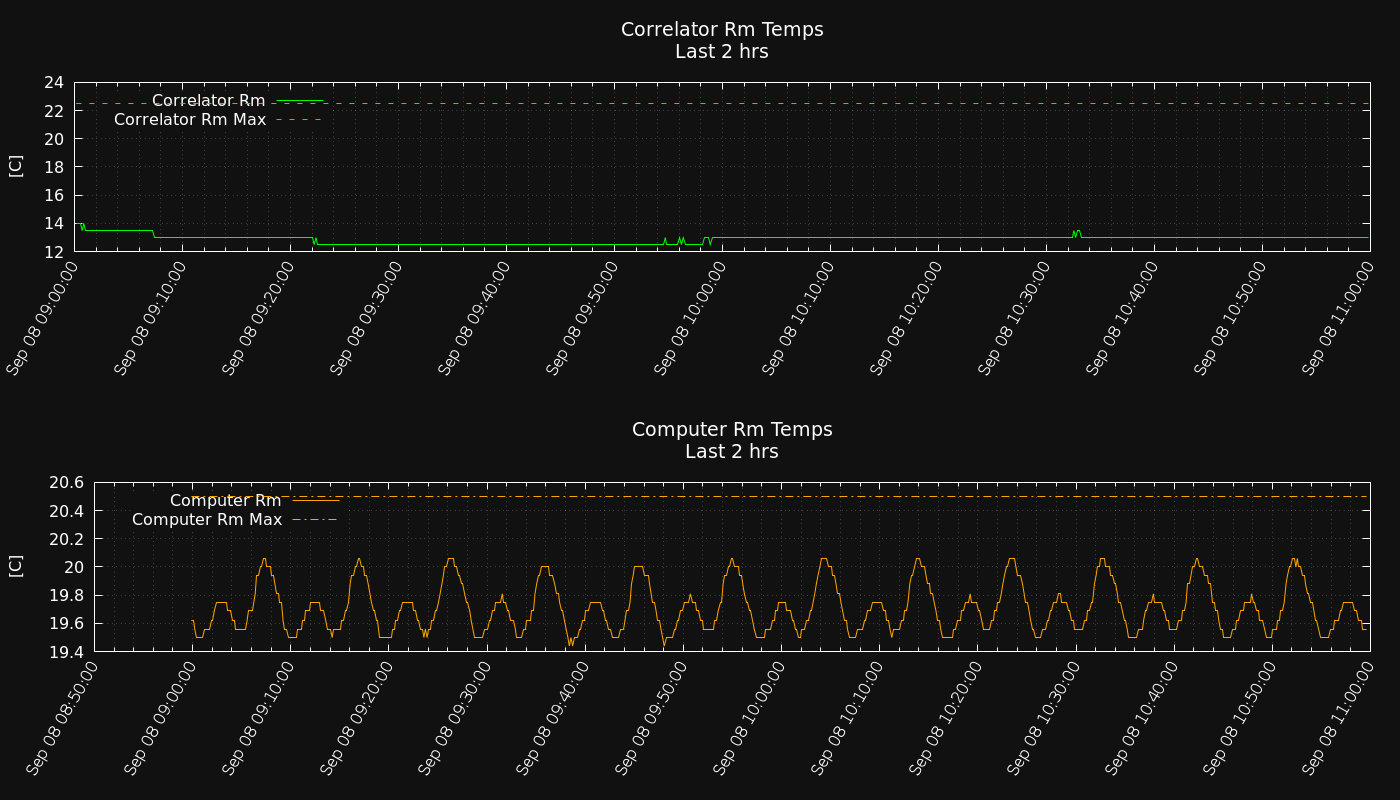 Correlator Rm Temps
Last 2 hrs
24
22
20
18
16
14
12
[C]
Correlator Rm
Correlator Rm Max
Sep 08 09:00:00
Sep 08 09:10:00
Sep 08 09:20:00
Sep 08 09:30:00
Sep 08 09:40:00
Sep 08 09:50:00
Sep 08 10:00:00
Sep 08 10:10:00
Sep 08 10:20:00
Sep 08 10:30:00
Sep 08 10:40:00
Sep 08 10:50:00
Sep 08 11:00:00
Computer Rm Temps
Last 2 hrs
20.6
20.4
20.2
20
19.8
19.6
19.4
[C]
Computer Rm
Computer Rm Max
Sep 08 08:50:00
Sep 08 09:00:00
Sep 08 09:10:00
Sep 08 09:20:00
Sep 08 09:30:00
Sep 08 09:40:00
Sep 08 09:50:00
Sep 08 10:00:00
Sep 08 10:10:00
Sep 08 10:20:00
Sep 08 10:30:00
Sep 08 10:40:00
Sep 08 10:50:00
Sep 08 11:00:00